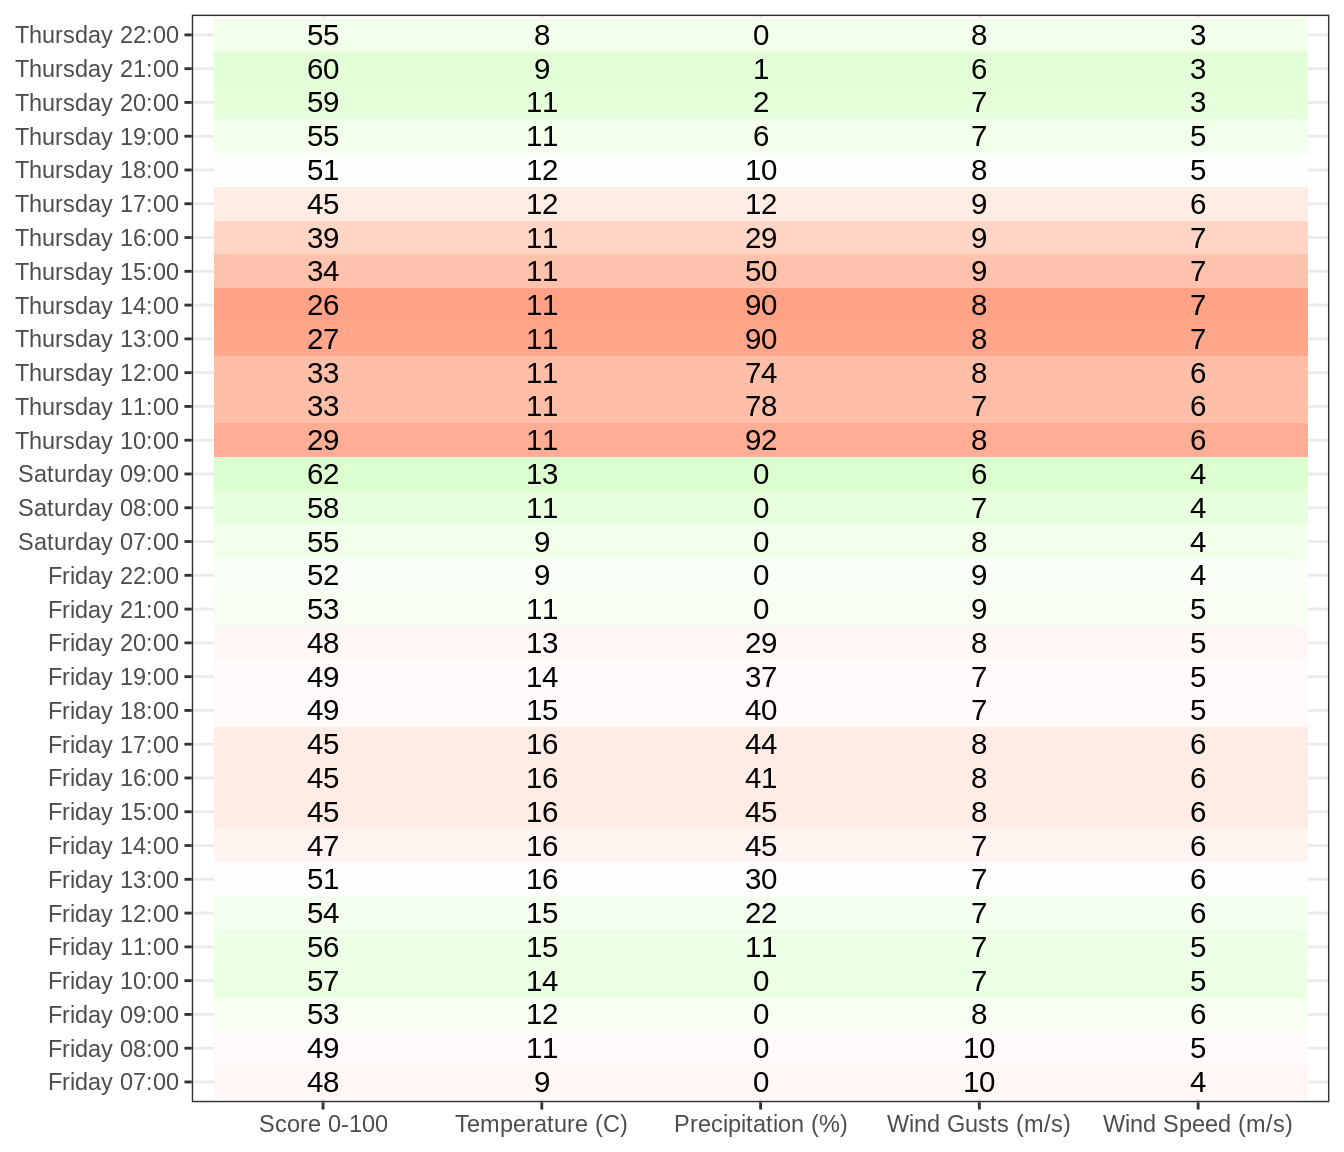 Thursday 22:00 55 8 0 8 3
Thursday 21:00 60 9 1 6 3
Thursday 20:00 59 11 2 7 3
Thursday 19:00 55 11 6 7 5
Thursday 18:00 51 12 10 8 5
Thursday 17:00 45 12 12 9 6
Thursday 16:00 39 11 29 9 7
Thursday 15:00 34 11 50 9 7
Thursday 14:00 26 11 90 8 7
Thursday 13:00 27 11 90 8 7
Thursday 12:00 33 11 74 8 6
Thursday 11:00 33 11 78 7 6
Thursday 10:00 29 11 92 8 6
Saturday 09:00 62 13 0 6 4
Saturday 08:00 58 11 0 7 4
Saturday 07:00 55 9 0 8 4
Friday 22:00 52 9 0 9 4
Friday 21:00 53 11 0 9 5
Friday 20:00 48 13 29 8 5
Friday 19:00 49 14 37 7 5
Friday 18:00 49 15 40 7 5
Friday 17:00 45 16 44 8 6
Friday 16:00 45 16 41 8 6
Friday 15:00 45 16 45 8 6
Friday 14:00 47 16 45 7 6
Friday 13:00 51 16 30 7 6
Friday 12:00 54 15 22 7 6
Friday 11:00 56 15 11 7 5
Friday 10:00 57 14 0 7 5
Friday 09:00 53 12 0 8 6
Friday 08:00 49 11 0 10 5
Friday 07:00 48 9 0 10 4
Score 0-100 Temperature (C) Precipitation (%) Wind Gusts (m/s) Wind Speed (m/s)